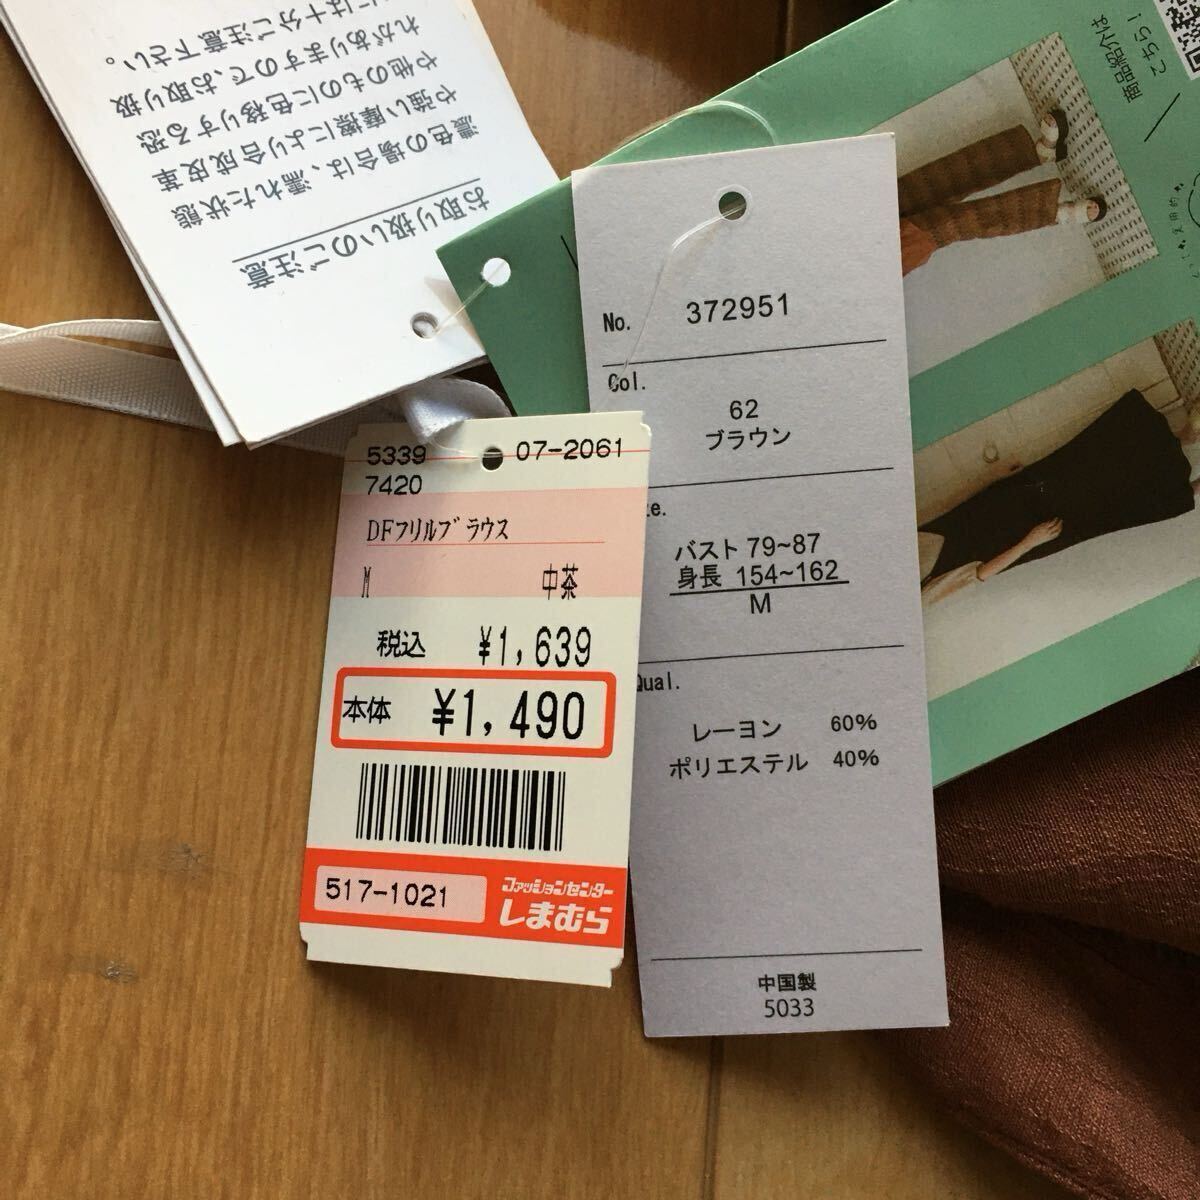 お取り扱いのご注意
濃色の場合は、濡れた状態
や強い摩擦により合成皮革
や他のものに色移りする恐
れがありますので、お取り扱
には十分ご注意下さい。
商品紹介は
こちら!
No. 372951
Col.
62
ブラウン
バスト 79~87
身長 154~162
M
Qual.
レーヨン 60%
ポリエステル 40%
中国製
5033
5339 07-2061
7420
DFフリルブラウス
M 中茶
税込 ¥1,639
本体 ¥1,490
517-1021
ファッションセンター
しまむら